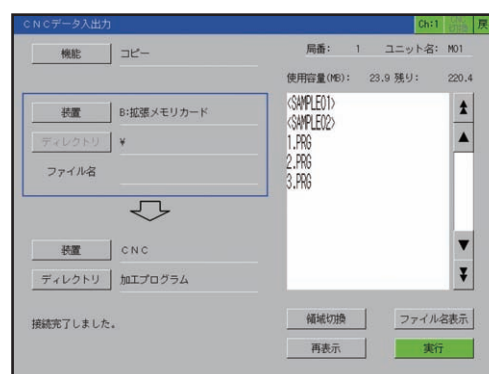 CNCデータ入出力
Ch:1
戻
機能 コピー
局番: 1 ユニット名: M01
使用容量(MB): 23.9 残り: 220.4
装置 B:拡張メモリカード
ディレクトリ ¥
ファイル名
<SAMPLE01>
<SAMPLE02>
1.PRG
2.PRG
3.PRG
装置 CNC
ディレクトリ 加工プログラム
接続完了しました。
領域切換 ファイル名表示
再表示 実行